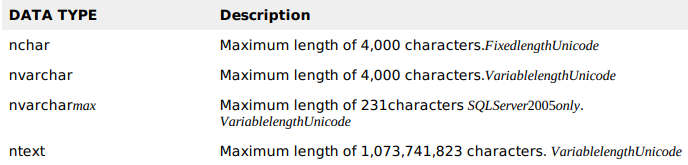 DATA TYPE Description
nchar Maximum length of 4,000 characters.FixedlengthUnicode
nvarchar Maximum length of 4,000 characters.VariablelengthUnicode
nvarcharmax Maximum length of 231characters SQLServer2005only.
VariablelengthUnicode
ntext Maximum length of 1,073,741,823 characters. VariablelengthUnicode